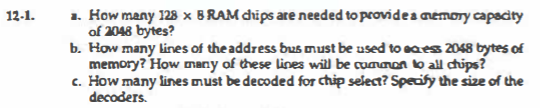 12-1. a. How many 128 × 8 RAM chips are needed to provide a memory capacity
of 2048 bytes?
b. How many lines of the address bus must be used to access 2048 bytes of
memory? How many of these lines will be common to all chips?
c. How many lines must be decoded for chip select? Specify the size of the
decoders.